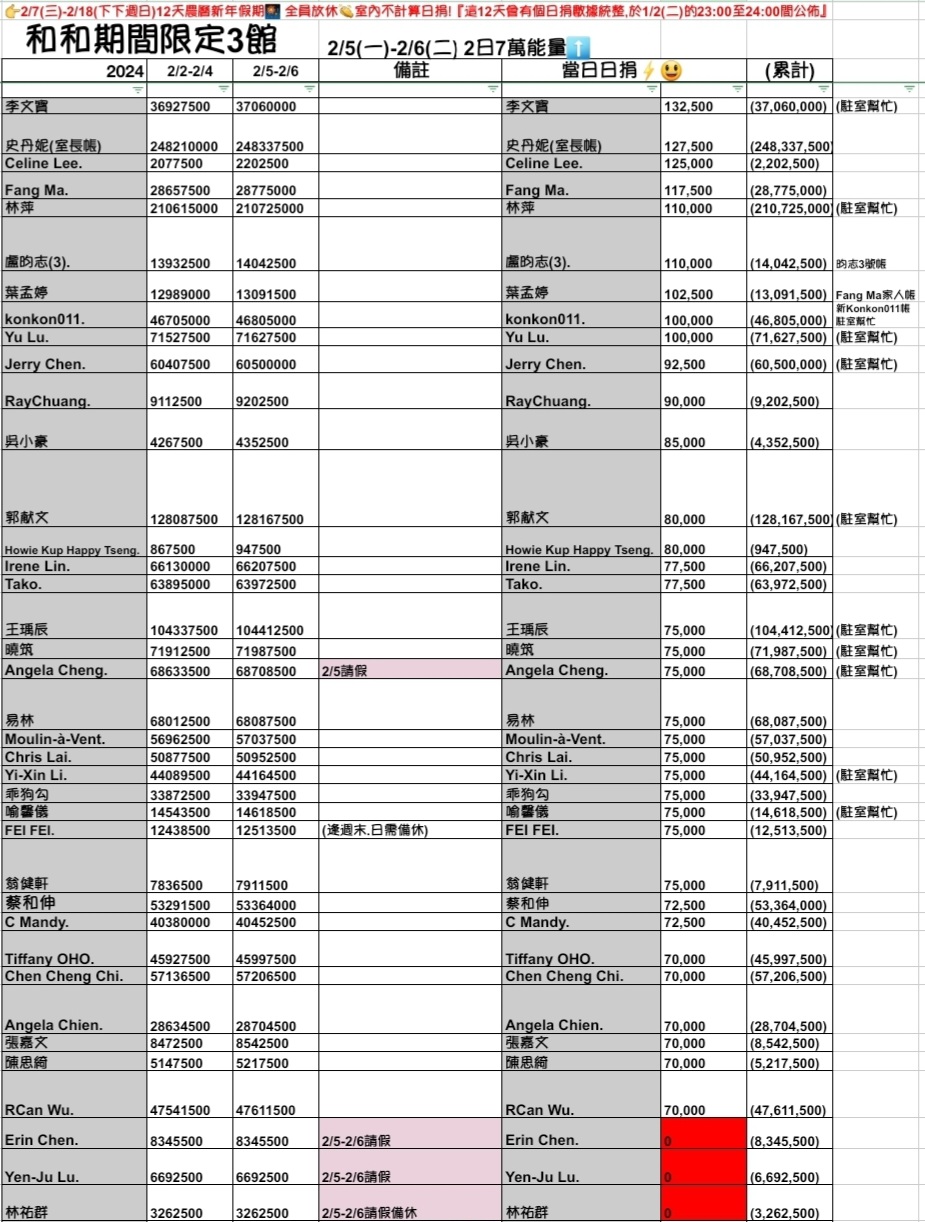 👉2/7(三)-2/18(下下週日)12天農曆新年假期🎇 全員放休👏室內不計算日捐!『這12天會有個日捐數據統整,於1/2(二)的23:00至24:00間公佈』
和和期間限定3館 2/5(一)-2/6(二) 2日7萬能量⬆️
2024 2/2-2/4 2/5-2/6 備註 當日日捐⚡😃 (累計)
李文寶 36927500 37060000 李文寶 132,500 (37,060,000) (駐室幫忙)
史丹妮(室長帳) 248210000 248337500 史丹妮(室長帳) 127,500 (248,337,500)
Celine Lee. 2077500 2202500 Celine Lee. 125,000 (2,202,500)
Fang Ma. 28657500 28775000 Fang Ma. 117,500 (28,775,000)
林萍 210615000 210725000 林萍 110,000 (210,725,000) (駐室幫忙)
盧昀志(3). 13932500 14042500 盧昀志(3). 110,000 (14,042,500) 昀志3號帳
葉孟婷 12989000 13091500 葉孟婷 102,500 (13,091,500) Fang Ma家人帳
konkon011. 46705000 46805000 konkon011. 100,000 (46,805,000) 新Konkon011帳
駐室幫忙
Yu Lu. 71527500 71627500 Yu Lu. 100,000 (71,627,500) (駐室幫忙)
Jerry Chen. 60407500 60500000 Jerry Chen. 92,500 (60,500,000) (駐室幫忙)
RayChuang. 9112500 9202500 RayChuang. 90,000 (9,202,500)
吳小豪 4267500 4352500 吳小豪 85,000 (4,352,500)
郭献文 128087500 128167500 郭献文 80,000 (128,167,500) (駐室幫忙)
Howie Kup Happy Tseng. 867500 947500 Howie Kup Happy Tseng. 80,000 (947,500)
Irene Lin. 66130000 66207500 Irene Lin. 77,500 (66,207,500)
Tako. 63895000 63972500 Tako. 77,500 (63,972,500)
王瑀辰 104337500 104412500 王瑀辰 75,000 (104,412,500) (駐室幫忙)
曉筑 71912500 71987500 曉筑 75,000 (71,987,500) (駐室幫忙)
Angela Cheng. 68633500 68708500 2/5請假 Angela Cheng. 75,000 (68,708,500) (駐室幫忙)
易林 68012500 68087500 易林 75,000 (68,087,500)
Moulin-à-Vent. 56962500 57037500 Moulin-à-Vent. 75,000 (57,037,500)
Chris Lai. 50877500 50952500 Chris Lai. 75,000 (50,952,500)
Yi-Xin Li. 44089500 44164500 Yi-Xin Li. 75,000 (44,164,500) (駐室幫忙)
乖狗勾 33872500 33947500 乖狗勾 75,000 (33,947,500)
喻馨儀 14543500 14618500 喻馨儀 75,000 (14,618,500) (駐室幫忙)
FEI FEI. 12438500 12513500 (逢週末.日需備休) FEI FEI. 75,000 (12,513,500)
翁健軒 7836500 7911500 翁健軒 75,000 (7,911,500)
蔡和伸 53291500 53364000 蔡和伸 72,500 (53,364,000)
C Mandy. 40380000 40452500 C Mandy. 72,500 (40,452,500)
Tiffany OHO. 45927500 45997500 Tiffany OHO. 70,000 (45,997,500)
Chen Cheng Chi. 57136500 57206500 Chen Cheng Chi. 70,000 (57,206,500)
Angela Chien. 28634500 28704500 Angela Chien. 70,000 (28,704,500)
張嘉文 8472500 8542500 張嘉文 70,000 (8,542,500)
陳思綺 5147500 5217500 陳思綺 70,000 (5,217,500)
RCan Wu. 47541500 47611500 RCan Wu. 70,000 (47,611,500)
Erin Chen. 8345500 8345500 2/5-2/6請假 Erin Chen. 0 (8,345,500)
Yen-Ju Lu. 6692500 6692500 2/5-2/6請假 Yen-Ju Lu. 0 (6,692,500)
林祐群 3262500 3262500 2/5-2/6請假備休 林祐群 0 (3,262,500)